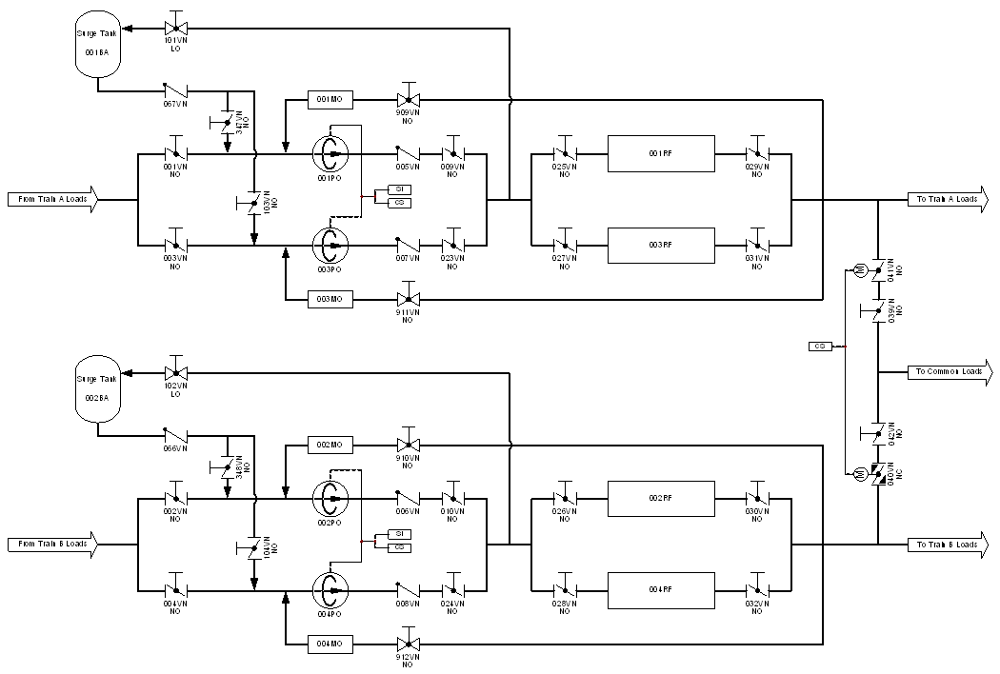 Surge Tank
001BA
101VN
LO
067VN
347VN
NO
001MO
909VN
NO
001VN
NO
001PO
005VN
009VN
NO
025VN
NO
001RF
029VN
NO
From Train A Loads
103VN
NO
SI
CS
To Train A Loads
003VN
NO
003PO
007VN
023VN
NO
027VN
NO
003RF
031VN
NO
041VN
NO
M
003MO
911VN
NO
039VN
NO
CS
Surge Tank
002BA
102VN
LO
To Common Loads
066VN
348VN
NO
002MO
910VN
NO
042VN
NO
M
040VN
NC
002VN
NO
002PO
006VN
010VN
NO
026VN
NO
002RF
030VN
NO
From Train B Loads
104VN
NO
SI
CS
To Train B Loads
004VN
NO
004PO
008VN
024VN
NO
028VN
NO
004RF
032VN
NO
004MO
912VN
NO